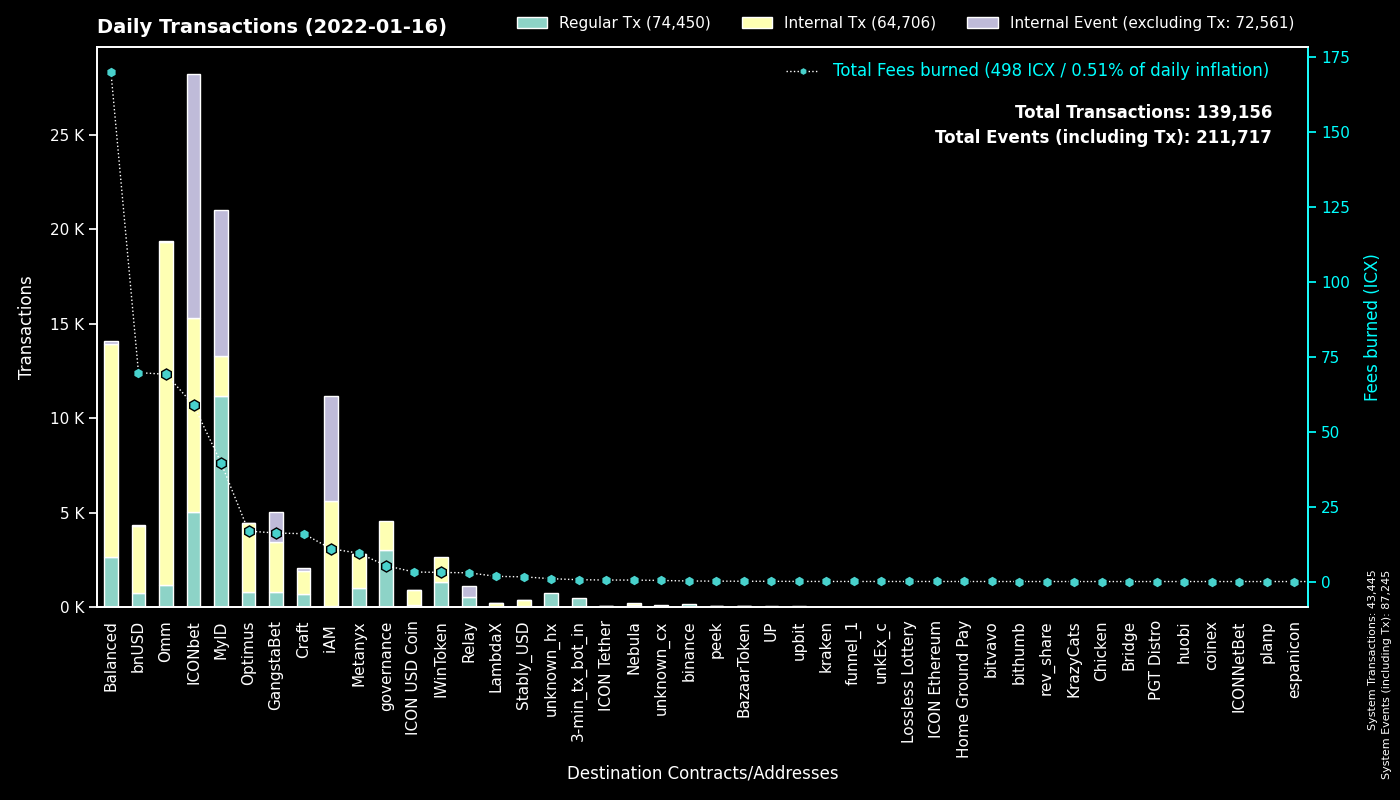 Daily Transactions (2022-01-16)
Regular Tx (74,450)
Internal Tx (64,706)
Internal Event (excluding Tx: 72,561)
Total Fees burned (498 ICX / 0.51% of daily inflation)
Total Transactions: 139,156
Total Events (including Tx): 211,717
Transactions
25 K
20 K
15 K
10 K
5 K
0 K
175
150
125
100
75
50
25
0
Fees burned (ICX)
Balanced
bnUSD
Omm
ICONbet
MyID
Optimus
GangstaBet
Craft
iAM
Metanyx
governance
ICON USD Coin
IWinToken
Relay
LambdaX
Stably_USD
unknown_hx
3-min_tx_bot_in
ICON Tether
Nebula
unknown_cx
binance
peek
BazaarToken
UP
upbit
kraken
funnel_1
unkEx_c
Lossless Lottery
ICON Ethereum
Home Ground Pay
bitvavo
bithumb
rev_share
KrazyCats
Chicken
Bridge
PGT Distro
huobi
coinex
ICONNetBet
planp
espanicon
Destination Contracts/Addresses
System Transactions: 43,445
System Events (including Tx): 87,245